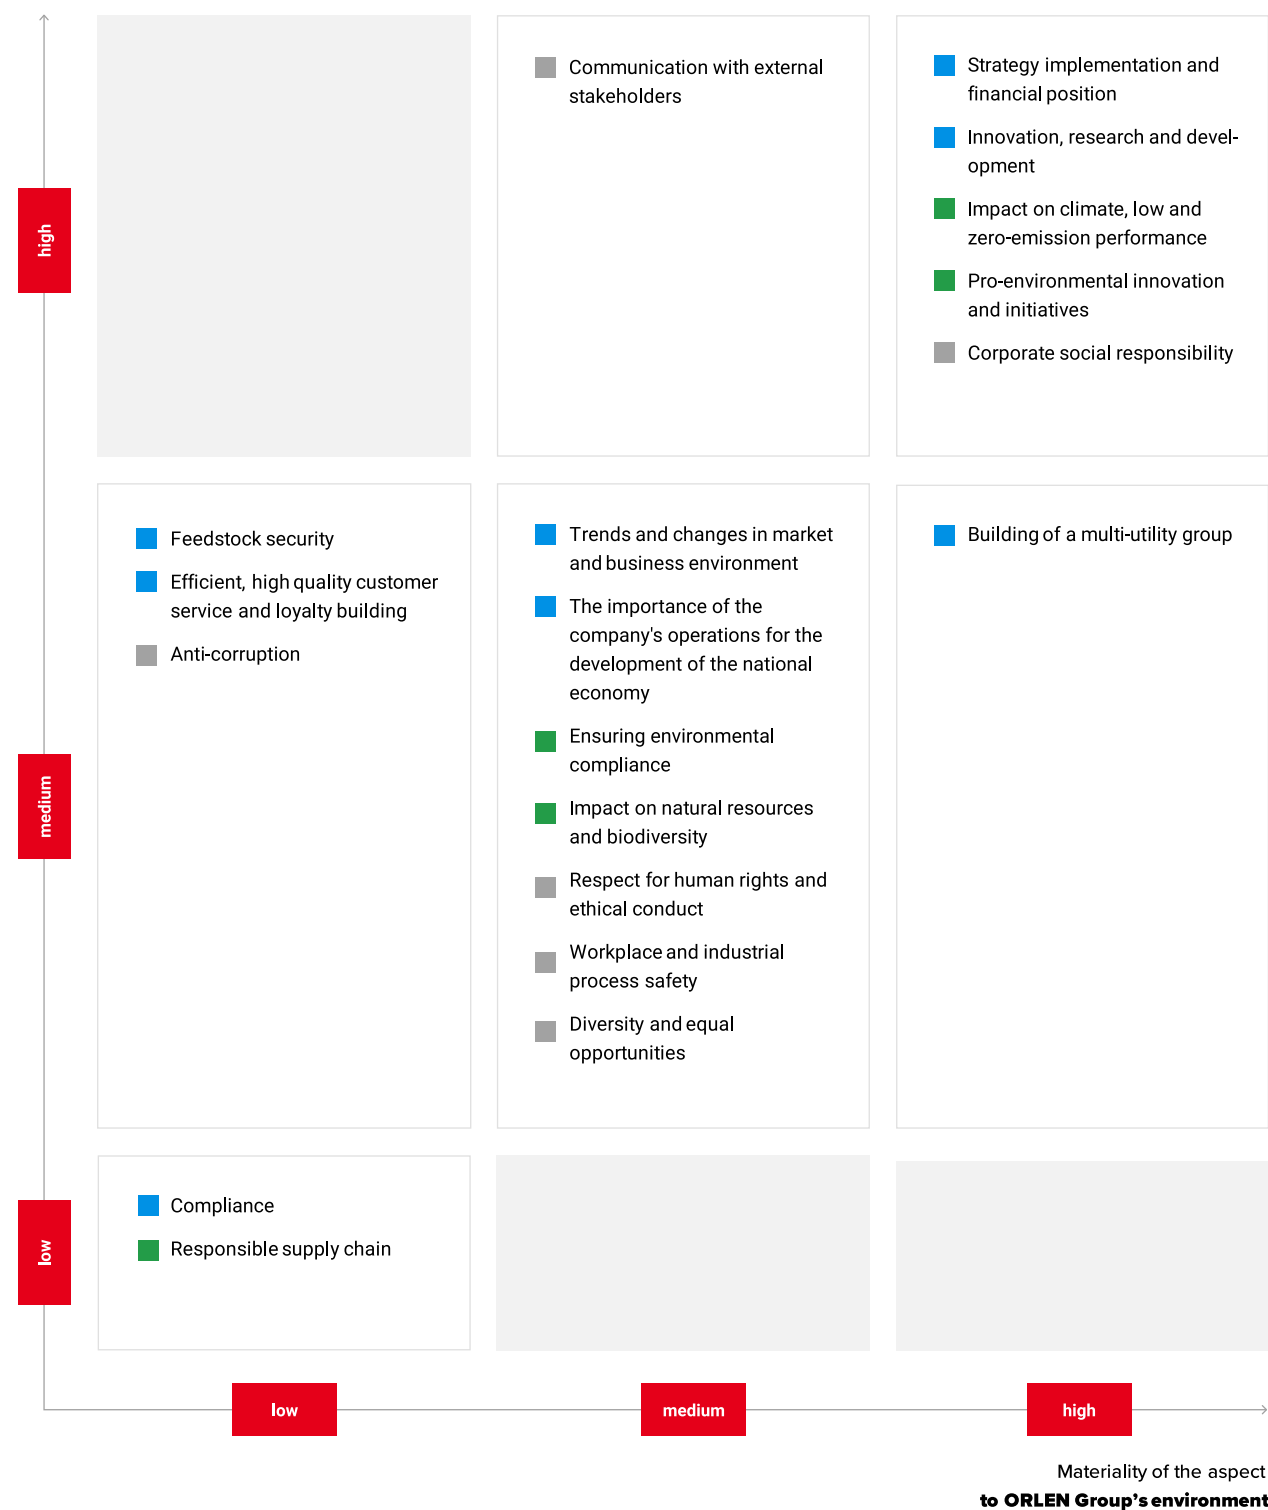 high
Communication with external
stakeholders
Strategy implementation and
financial position
Innovation, research and devel-
opment
Impact on climate, low and
zero-emission performance
Pro-environmental innovation
and initiatives
Corporate social responsibility
medium
Feedstock security
Efficient, high quality customer
service and loyalty building
Anti-corruption
Trends and changes in market
and business environment
The importance of the
company's operations for the
development of the national
economy
Ensuring environmental
compliance
Impact on natural resources
and biodiversity
Respect for human rights and
ethical conduct
Workplace and industrial
process safety
Diversity and equal
opportunities
Building of a multi-utility group
low
Compliance
Responsible supply chain
low
medium
high
Materiality of the aspect
to ORLEN Group's environment